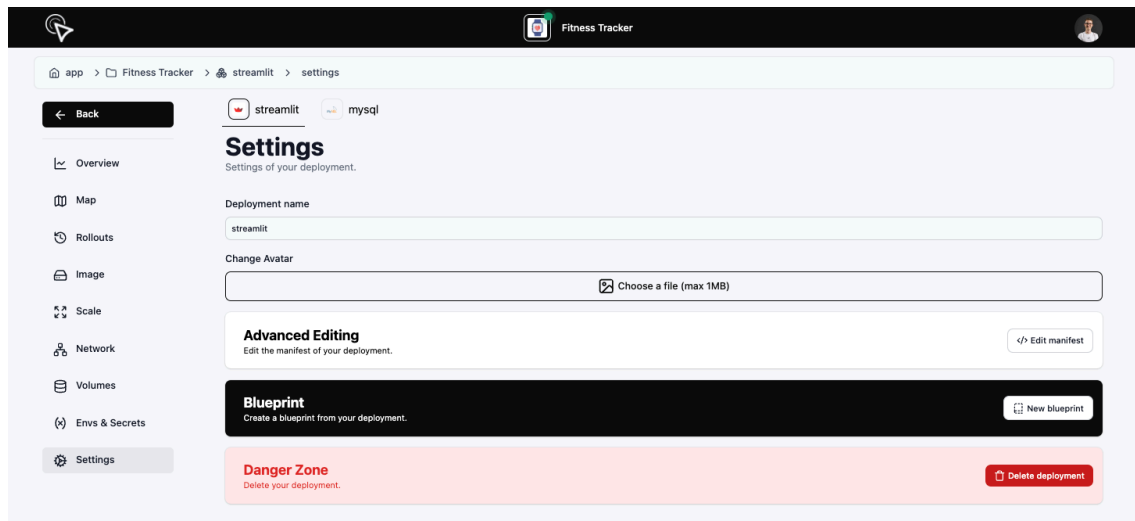 Fitness Tracker
app > Fitness Tracker > streamlit > settings
Back
streamlit mysql
Settings
Settings of your deployment.
Overview
Map
Rollouts
Image
Scale
Network
Volumes
Envs & Secrets
Settings
Deployment name
streamlit
Change Avatar
Choose a file (max 1MB)
Advanced Editing
Edit the manifest of your deployment.
</> Edit manifest
Blueprint
Create a blueprint from your deployment.
New blueprint
Danger Zone
Delete your deployment.
Delete deployment